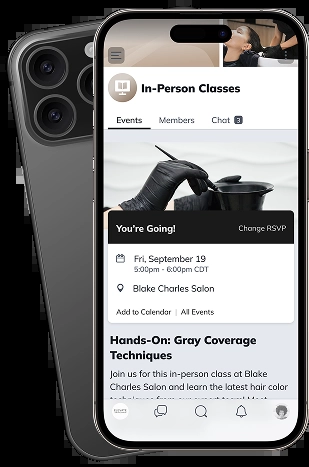 In-Person Classes
Events Members Chat 3
You're Going! Change RSVP
Fri, September 19
5:00pm - 6:00pm CDT
Blake Charles Salon
Add to Calendar | All Events
Hands-On: Gray Coverage
Techniques
Join us for this in-person class at Blake
Charles Salon and learn the latest hair color